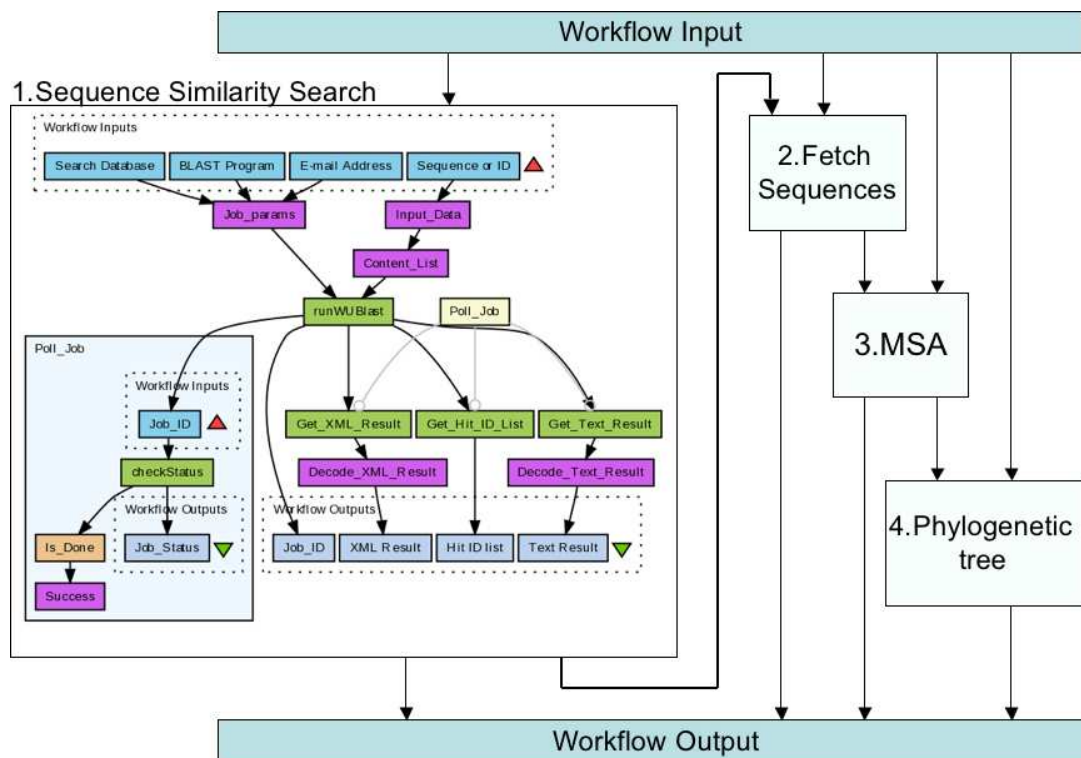 Workflow Input
1.Sequence Similarity Search
Workflow Inputs
Search Database
BLAST Program
E-mail Address
Sequence or ID
Job_params
Input_Data
Content_List
runWUBlast
Poll_Job
Poll_Job
Workflow Inputs
Job_ID
Get_XML_Result
Get_Hit_ID_List
Get_Text_Result
checkStatus
Decode_XML_Result
Decode_Text_Result
Workflow Outputs
Workflow Outputs
Is_Done
Job_Status
Job_ID
XML Result
Hit ID list
Text Result
Success
2.Fetch
Sequences
3.MSA
4.Phylogenetic
tree
Workflow Output